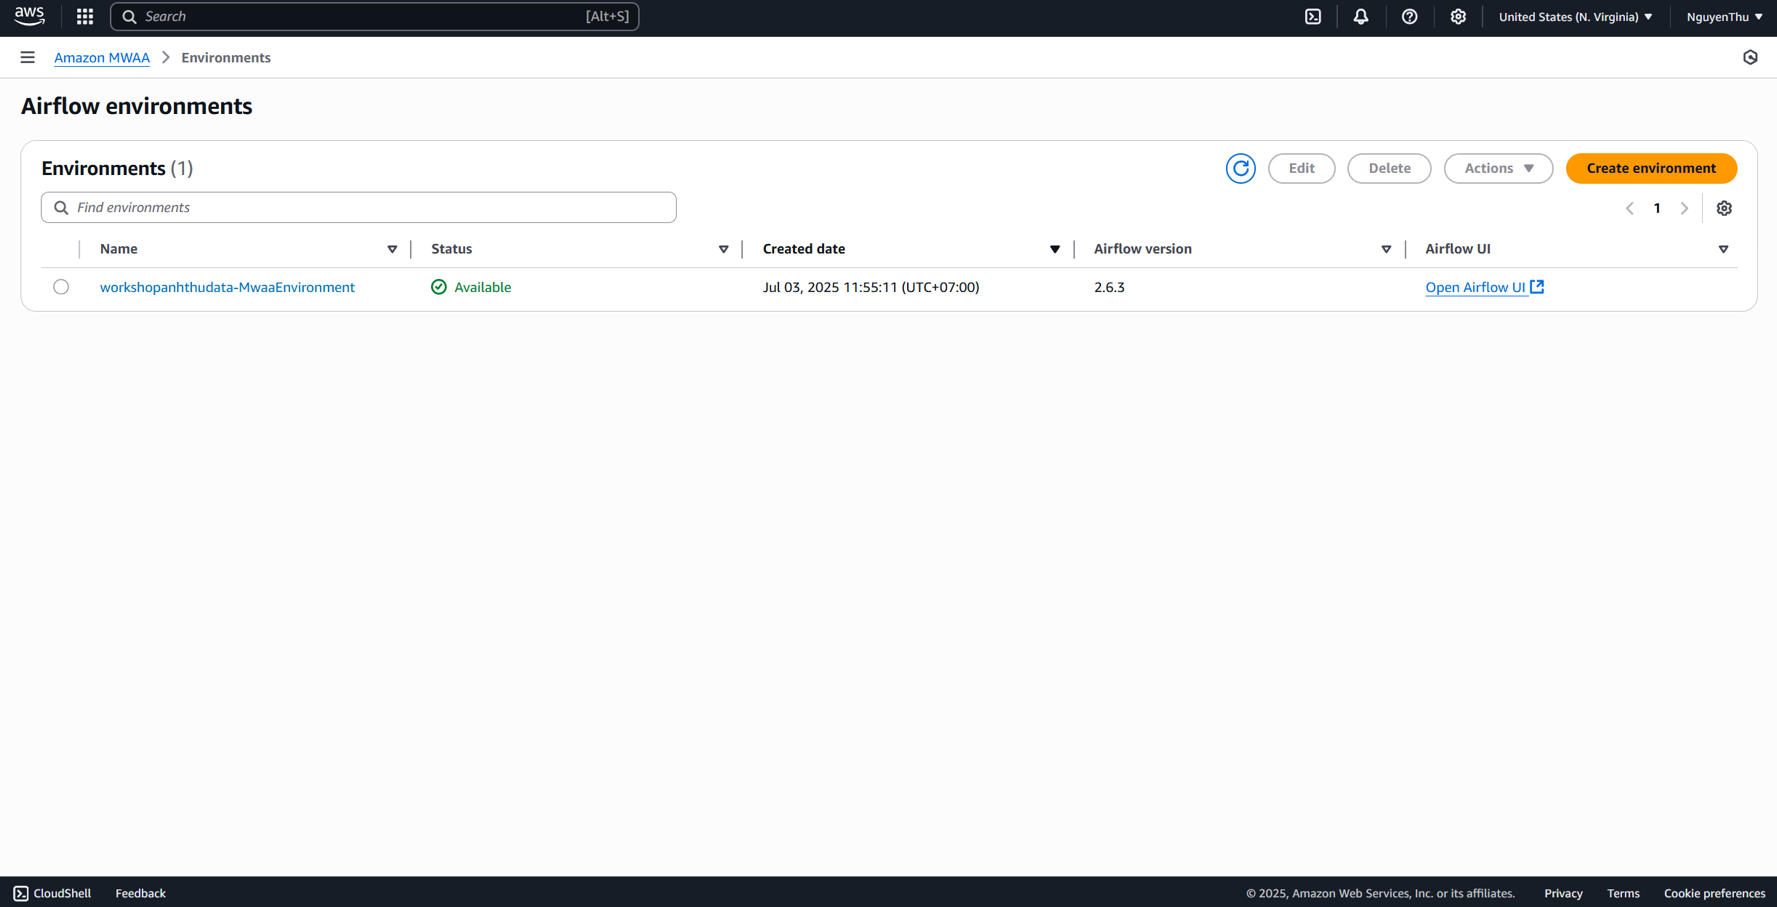 aws Search [Alt+S] United States (N. Virginia) NguyenThu
Amazon MWAA Environments
Airflow environments
Environments (1) Edit Delete Actions Create environment
Find environments 1
Name Status Created date Airflow version Airflow UI
workshopanhthudata-MwaaEnvironment Available Jul 03, 2025 11:55:11 (UTC+07:00) 2.6.3 Open Airflow UI
CloudShell Feedback © 2025, Amazon Web Services, Inc. or its affiliates. Privacy Terms Cookie preferences